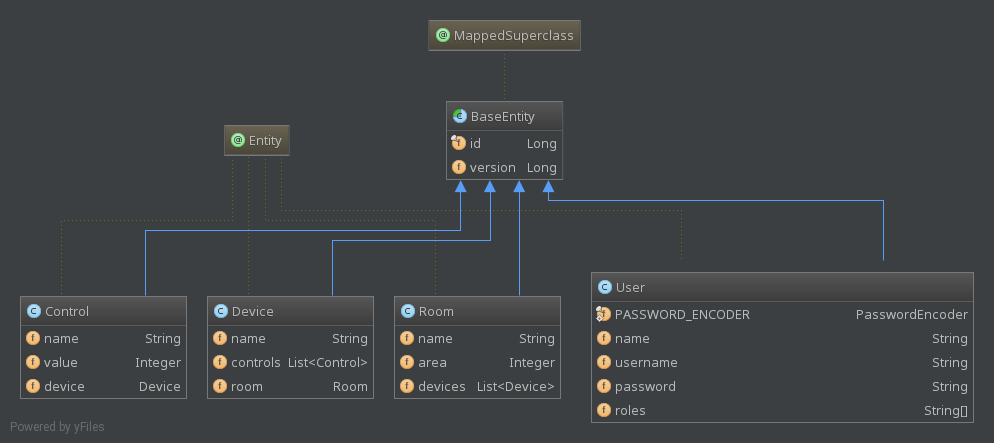 @ MappedSuperclass
C BaseEntity
f id Long
f version Long
@ Entity
C Control
f name String
f value Integer
f device Device
C Device
f name String
f controls List<Control>
f room Room
C Room
f name String
f area Integer
f devices List<Device>
C User
f PASSWORD_ENCODER PasswordEncoder
f name String
f username String
f password String
f roles String[]
Powered by yFiles